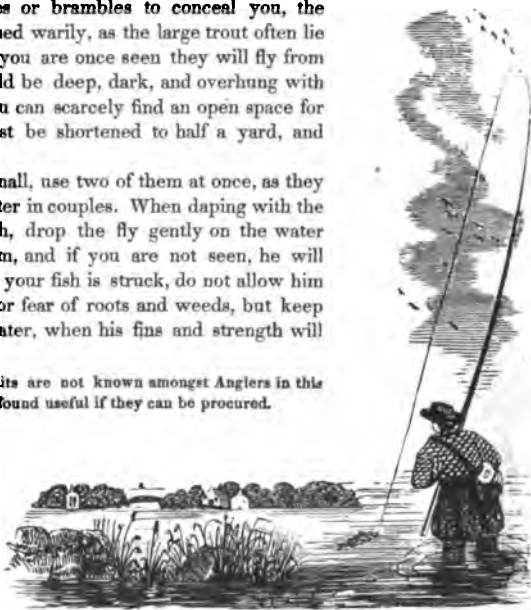 es or brambles to conceal you, the
ned warily, as the large trout often lie
you are once seen they will fly from
ld be deep, dark, and overhung with
u can scarcely find an open space for
st be shortened to half a yard, and
nall, use two of them at once, as they
ter in couples. When daping with the
h, drop the fly gently on the water
m, and if you are not seen, he will
your fish is struck, do not allow him
or fear of roots and weeds, but keep
ater, when his fins and strength will
its are not known amongst Anglers in this
found useful if they can be procured.